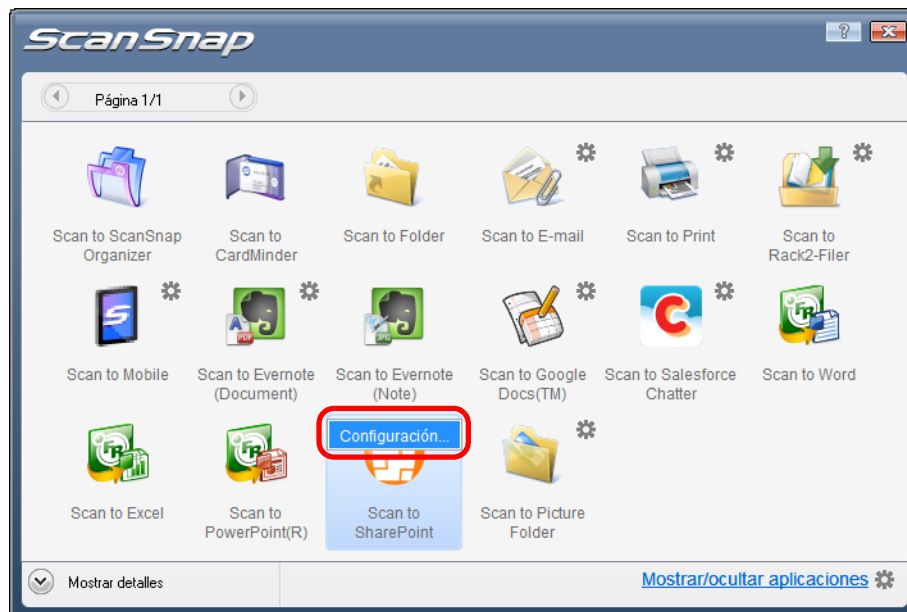 ScanSnap
Página 1/1
Scan to ScanSnap
Organizer
Scan to
CardMinder
Scan to Folder
Scan to E-mail
Scan to Print
Scan to
Rack2-Filer
Scan to Mobile
Scan to Evernote
(Document)
Scan to Evernote
(Note)
Scan to Google
Docs(TM)
Scan to Salesforce
Chatter
Scan to Word
Configuración...
Scan to Excel
Scan to
PowerPoint(R)
Scan to
SharePoint
Scan to Picture
Folder
Mostrar detalles
Mostrar/ocultar aplicaciones